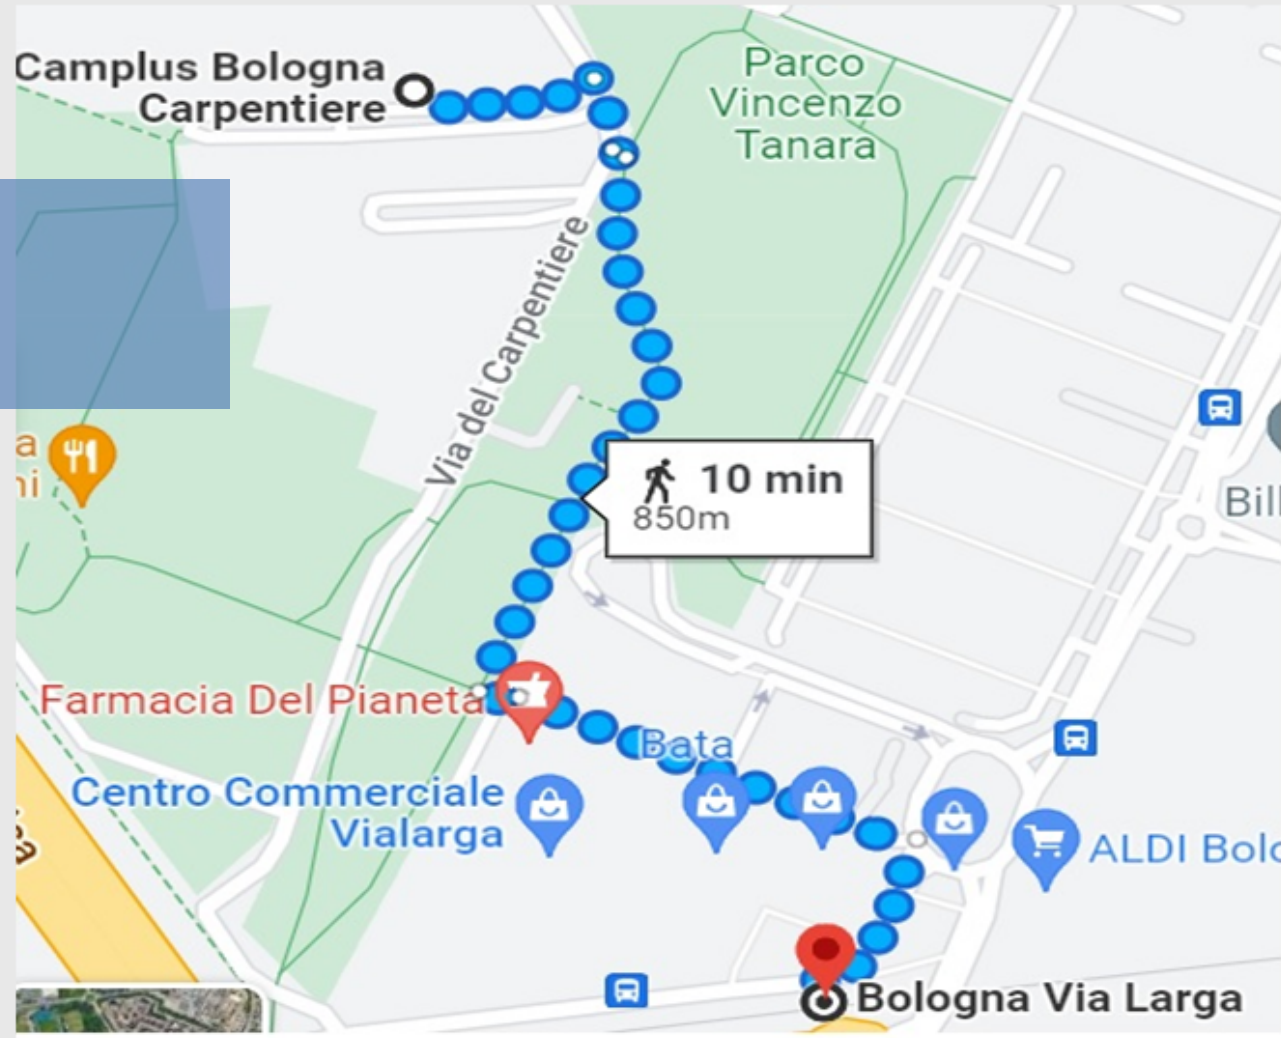 Camplus Bologna
Carpentiere
Parco
Vincenzo
Tanara
Via del Carpentiere
10 min
850m
Farmacia Del Pianeta
Bata
Centro Commerciale
Vialarga
ALDI
Bologna Via Larga